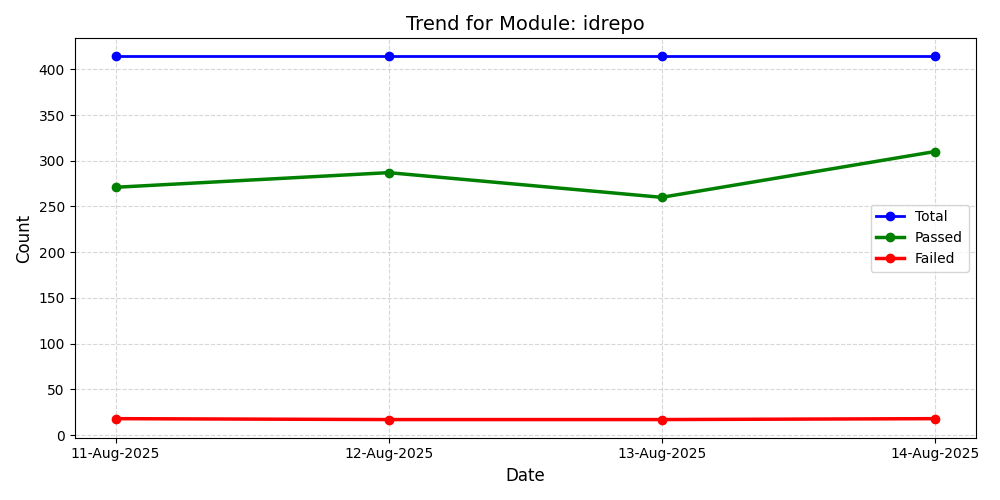 Trend for Module: idrepo
Count
400
350
300
250
200
150
100
50
0
Total
Passed
Failed
11-Aug-2025
12-Aug-2025
13-Aug-2025
14-Aug-2025
Date